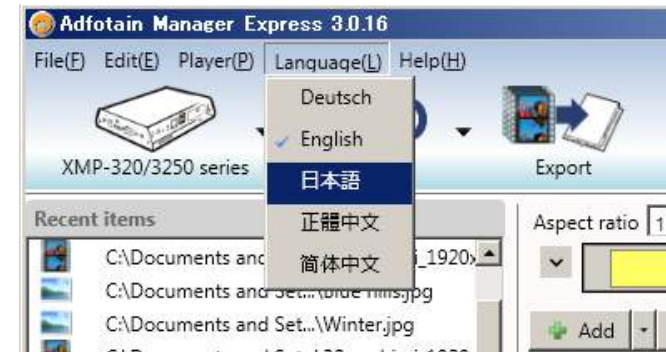 Adfotain Manager Express 3.0.16
File(F) Edit(E) Player(P) Language(L) Help(H)
Deutsch
English
日本語
正體中文
简体中文
XMP-320/3250 series
Export
Recent items
Aspect ratio
C:\Documents and i_1920x
C:\Documents and Set...\blue hills.jpg
C:\Documents and Set...\Winter.jpg
Add